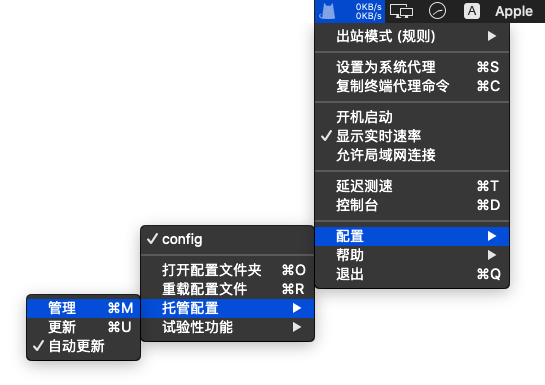 0KB/s
0KB/s
A Apple
出站模式 (规则) ▶
设置为系统代理 ⌘S
复制终端代理命令 ⌘C
开机启动
✓ 显示实时速率
允许局域网连接
延迟测速 ⌘T
控制台 ⌘D
配置 ▶
帮助 ▶
退出 ⌘Q
✓ config
打开配置文件夹 ⌘O
重载配置文件 ⌘R
托管配置 ▶
试验性功能 ▶
管理 ⌘M
更新 ⌘U
✓ 自动更新